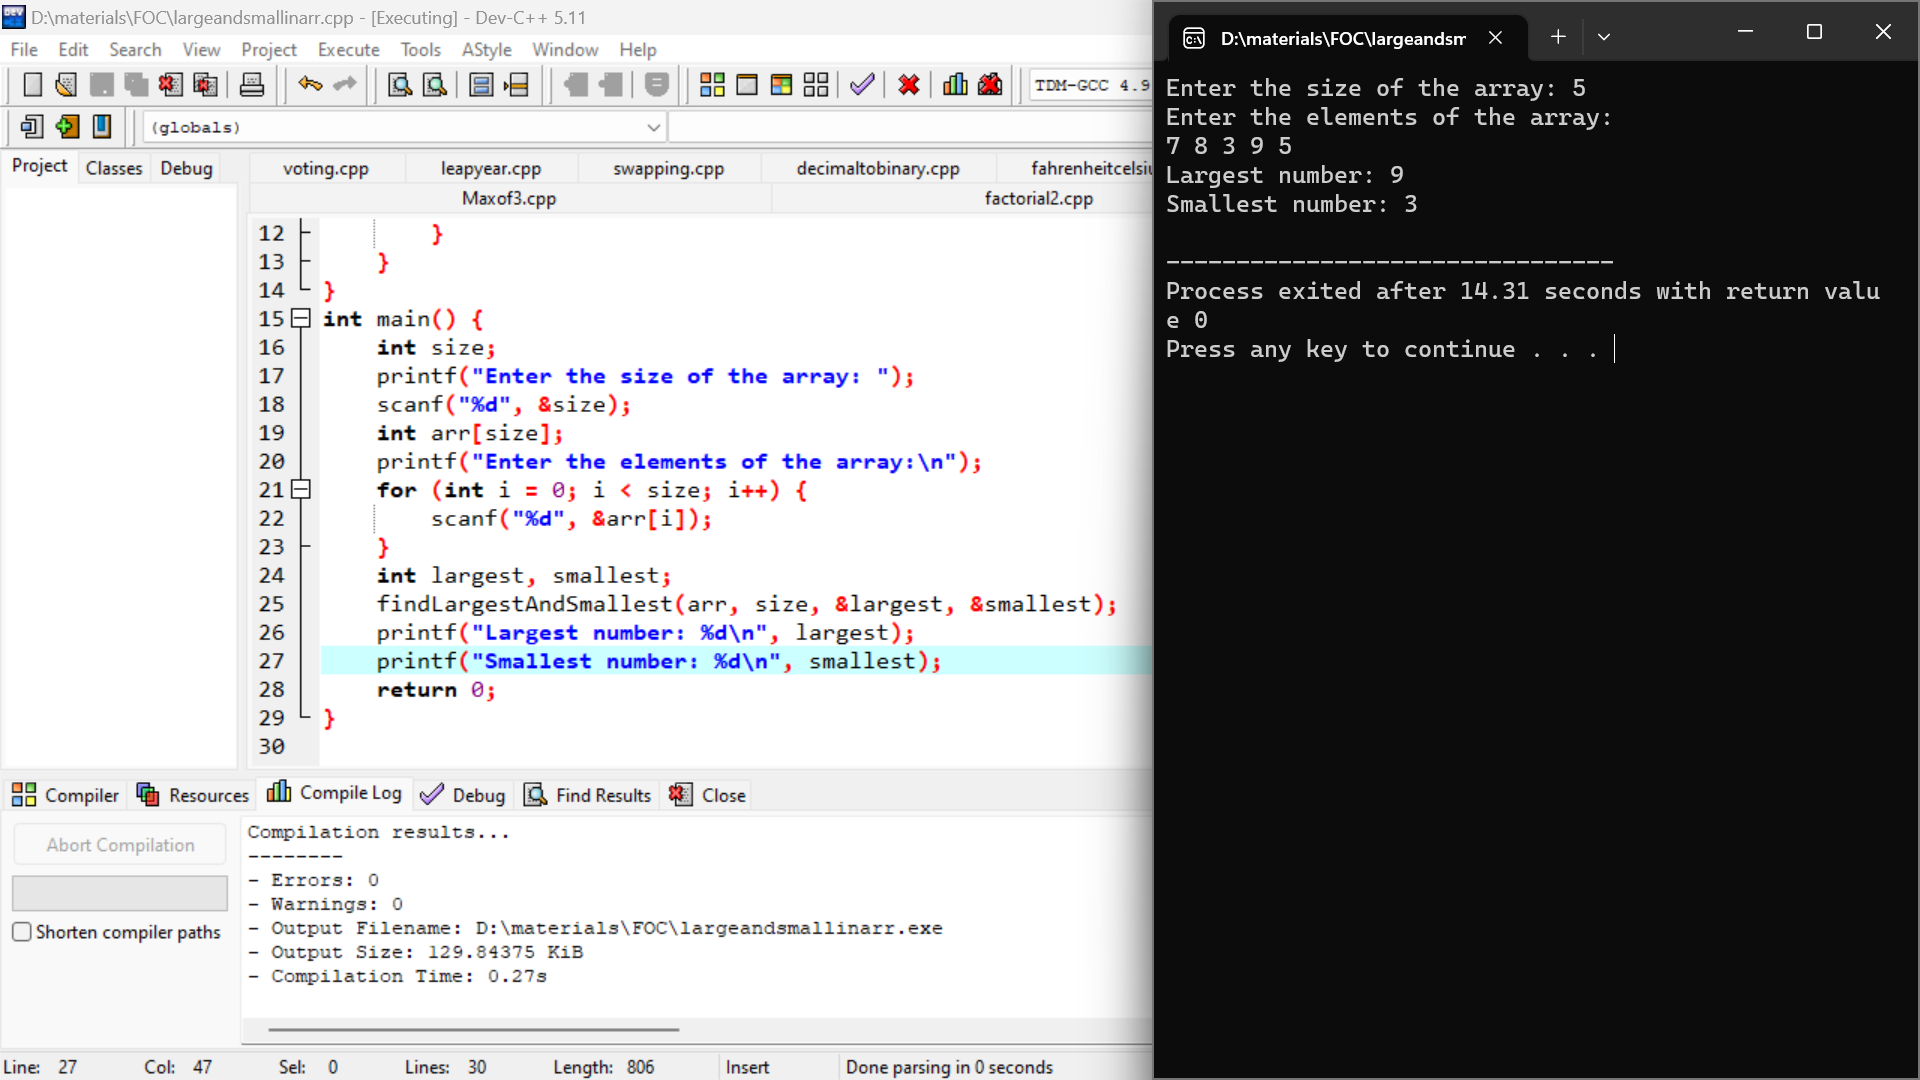 D:\materials\FOC\largeandsmallinarr.cpp - [Executing] - Dev-C++ 5.11
File Edit Search View Project Execute Tools AStyle Window Help
TDM-GCC 4.9
(globals)
Project Classes Debug
voting.cpp leapyear.cpp swapping.cpp decimaltobinary.cpp fahrenheitcelsiu
Maxof3.cpp factorial2.cpp
12 }
13 }
14 }
15 int main() {
16 int size;
17 printf("Enter the size of the array: ");
18 scanf("%d", &size);
19 int arr[size];
20 printf("Enter the elements of the array:\n");
21 for (int i = 0; i < size; i++) {
22 scanf("%d", &arr[i]);
23 }
24 int largest, smallest;
25 findLargestAndSmallest(arr, size, &largest, &smallest);
26 printf("Largest number: %d\n", largest);
27 printf("Smallest number: %d\n", smallest);
28 return 0;
29 }
30
Compiler Resources Compile Log Debug Find Results Close
Abort Compilation
Shorten compiler paths
Compilation results...
--------
- Errors: 0
- Warnings: 0
- Output Filename: D:\materials\FOC\largeandsmallinarr.exe
- Output Size: 129.84375 KiB
- Compilation Time: 0.27s
Line: 27 Col: 47 Sel: 0 Lines: 30 Length: 806 Insert Done parsing in 0 seconds
D:\materials\FOC\largeandsm
Enter the size of the array: 5
Enter the elements of the array:
7 8 3 9 5
Largest number: 9
Smallest number: 3
--------------------------------
Process exited after 14.31 seconds with return valu
e 0
Press any key to continue . . .